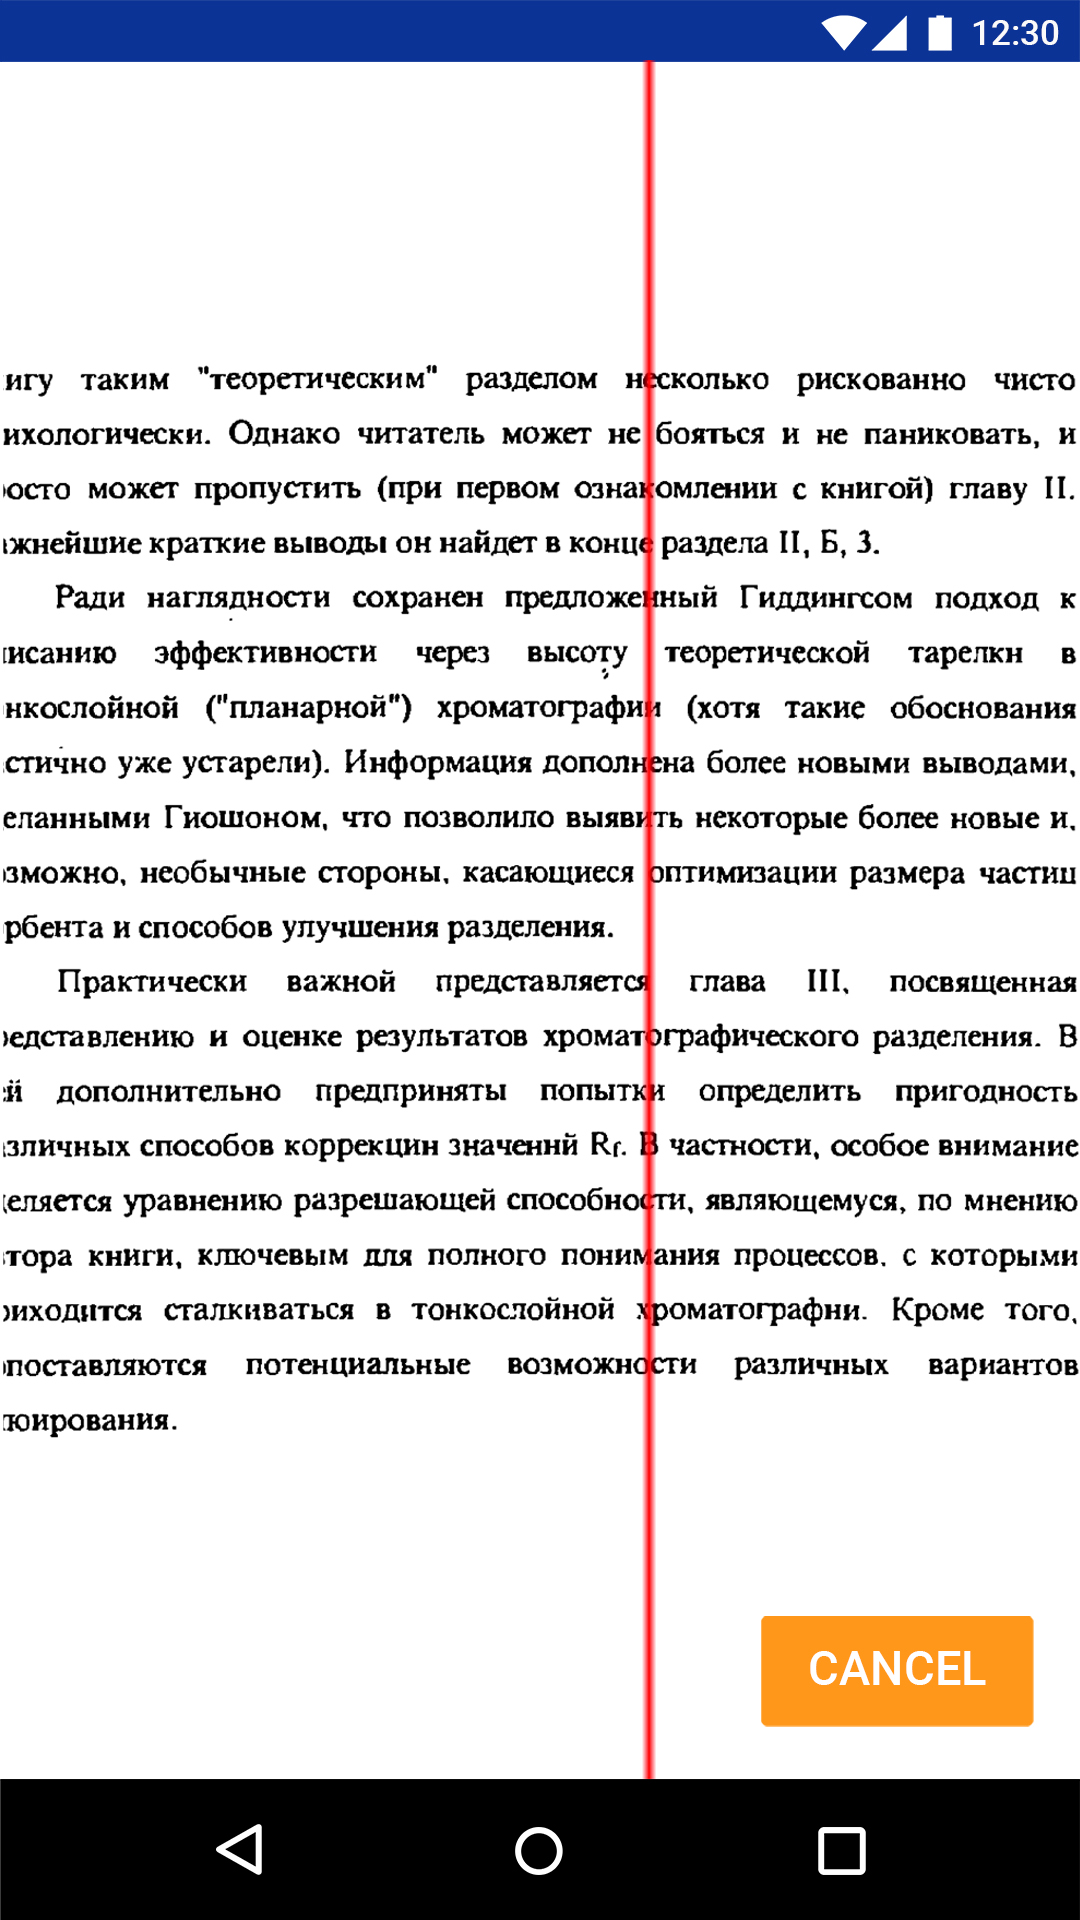 12:30
игу таким "теоретическим" разделом несколько рискованно чисто
ихологически. Однако читатель может не бояться и не паниковать, и
осто может пропустить (при первом ознакомлении с книгой) главу II.
жнейшие краткие выводы он найдет в конце раздела II, Б, 3.
Ради наглядности сохранен предложенный Гиддингсом подход к
исанию эффективности через высоту теоретической тарелкн в
нкослойной ("планарной") хроматографии (хотя такие обоснования
стично уже устарели). Информация дополнена более новыми выводами,
еланными Гиошоном, что позволило выявить некоторые более новые и,
зможно, необычные стороны, касающиеся оптимизации размера частиц
рбента и способов улучшения разделения.
Практически важной представляется глава III, посвященная
едставлению и оценке результатов хроматографического разделения. В
й дополнительно предприняты попытки определить пригодность
зличных способов коррекцин значеннй Rf. В частности, особое внимание
еляется уравнению разрешающей способности, являющемуся, по мнению
тора книги, ключевым для полного понимания процессов, с которыми
иходится сталкиваться в тонкослойной хроматографни. Кроме того,
поставляются потенциальные возможности различных вариантов
юирования.
CANCEL